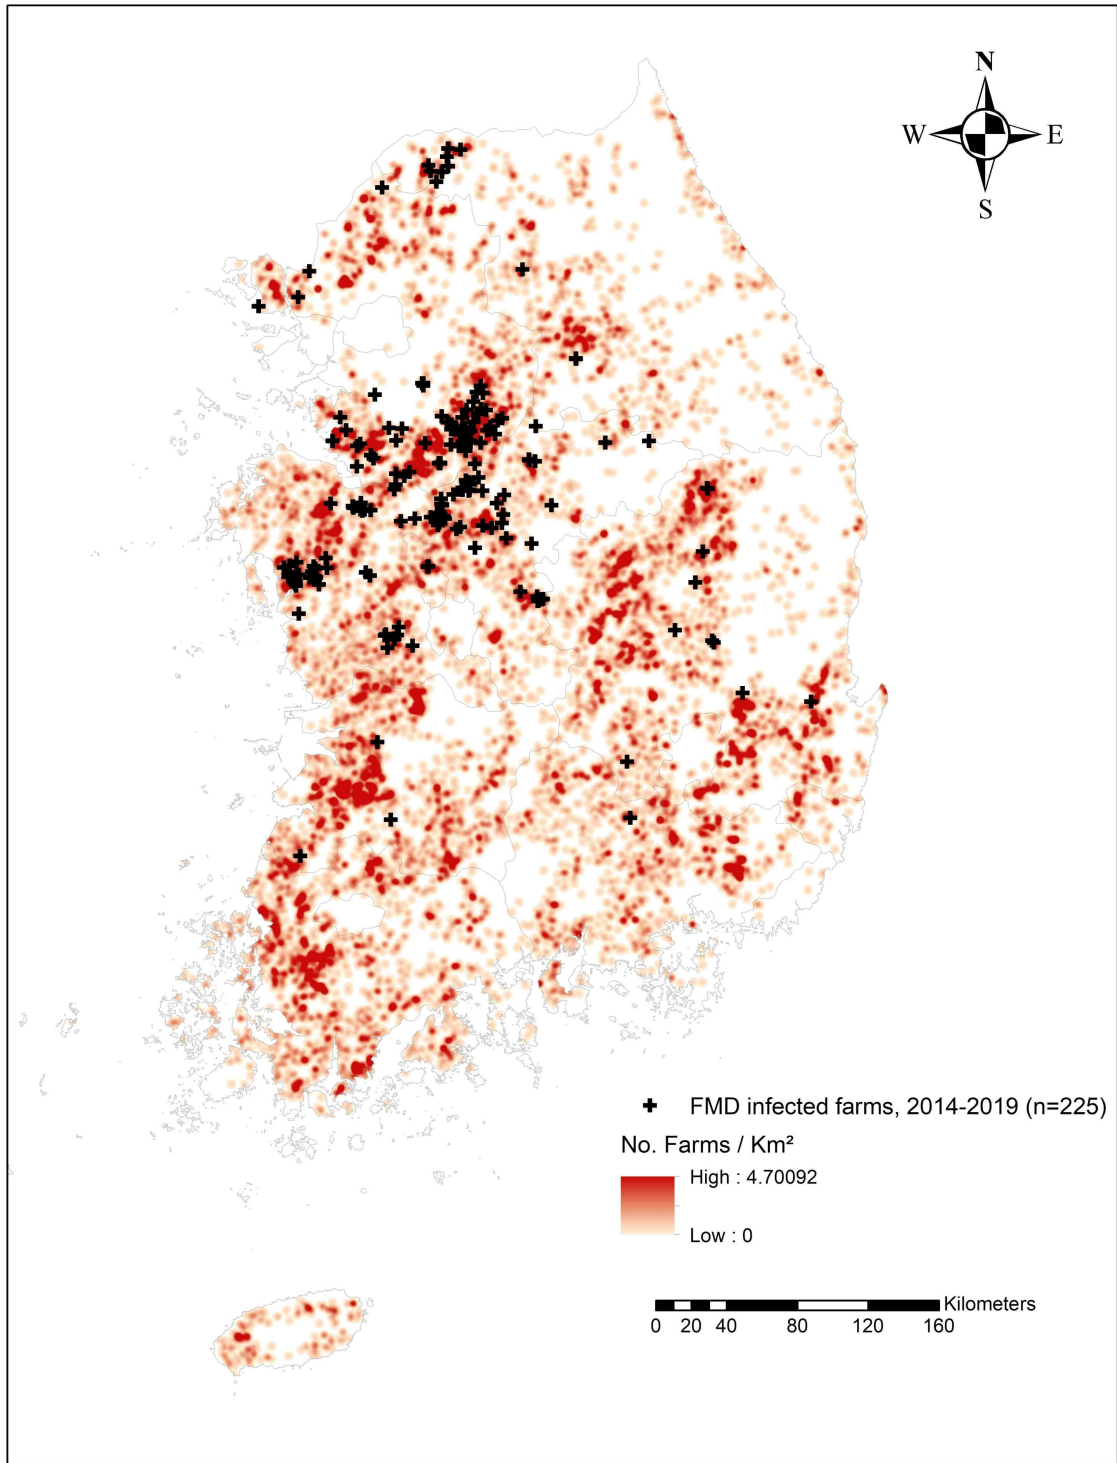 N
W E
S
FMD infected farms, 2014-2019 (n=225)
No. Farms / Km²
High : 4.70092
Low : 0
Kilometers
0 20 40 80 120 160